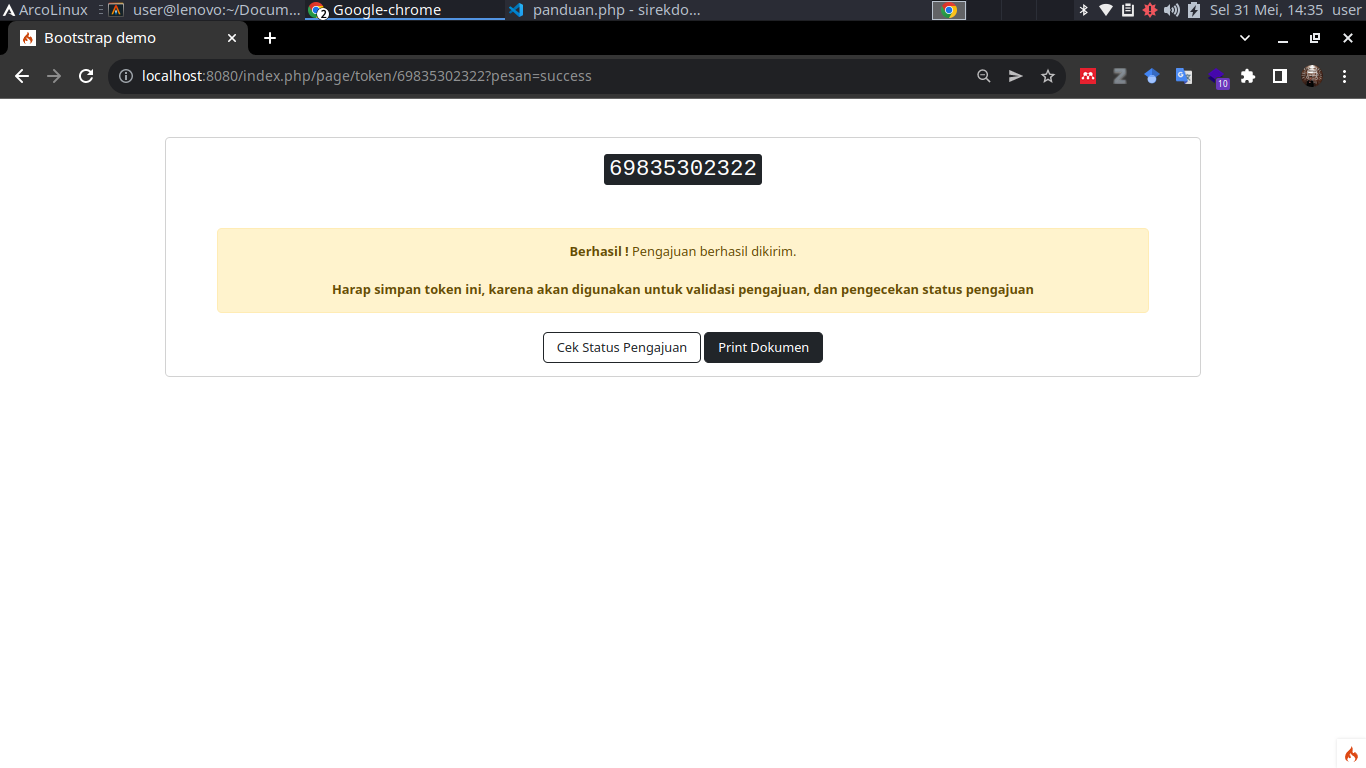 ArcoLinux user@lenovo:~/Docum... 2 Google-chrome panduan.php - sirekdo... Sel 31 Mei, 14:35 user
Bootstrap demo
localhost:8080/index.php/page/token/69835302322?pesan=success 10
69835302322
Berhasil ! Pengajuan berhasil dikirim.
Harap simpan token ini, karena akan digunakan untuk validasi pengajuan, dan pengecekan status pengajuan
Cek Status Pengajuan Print Dokumen